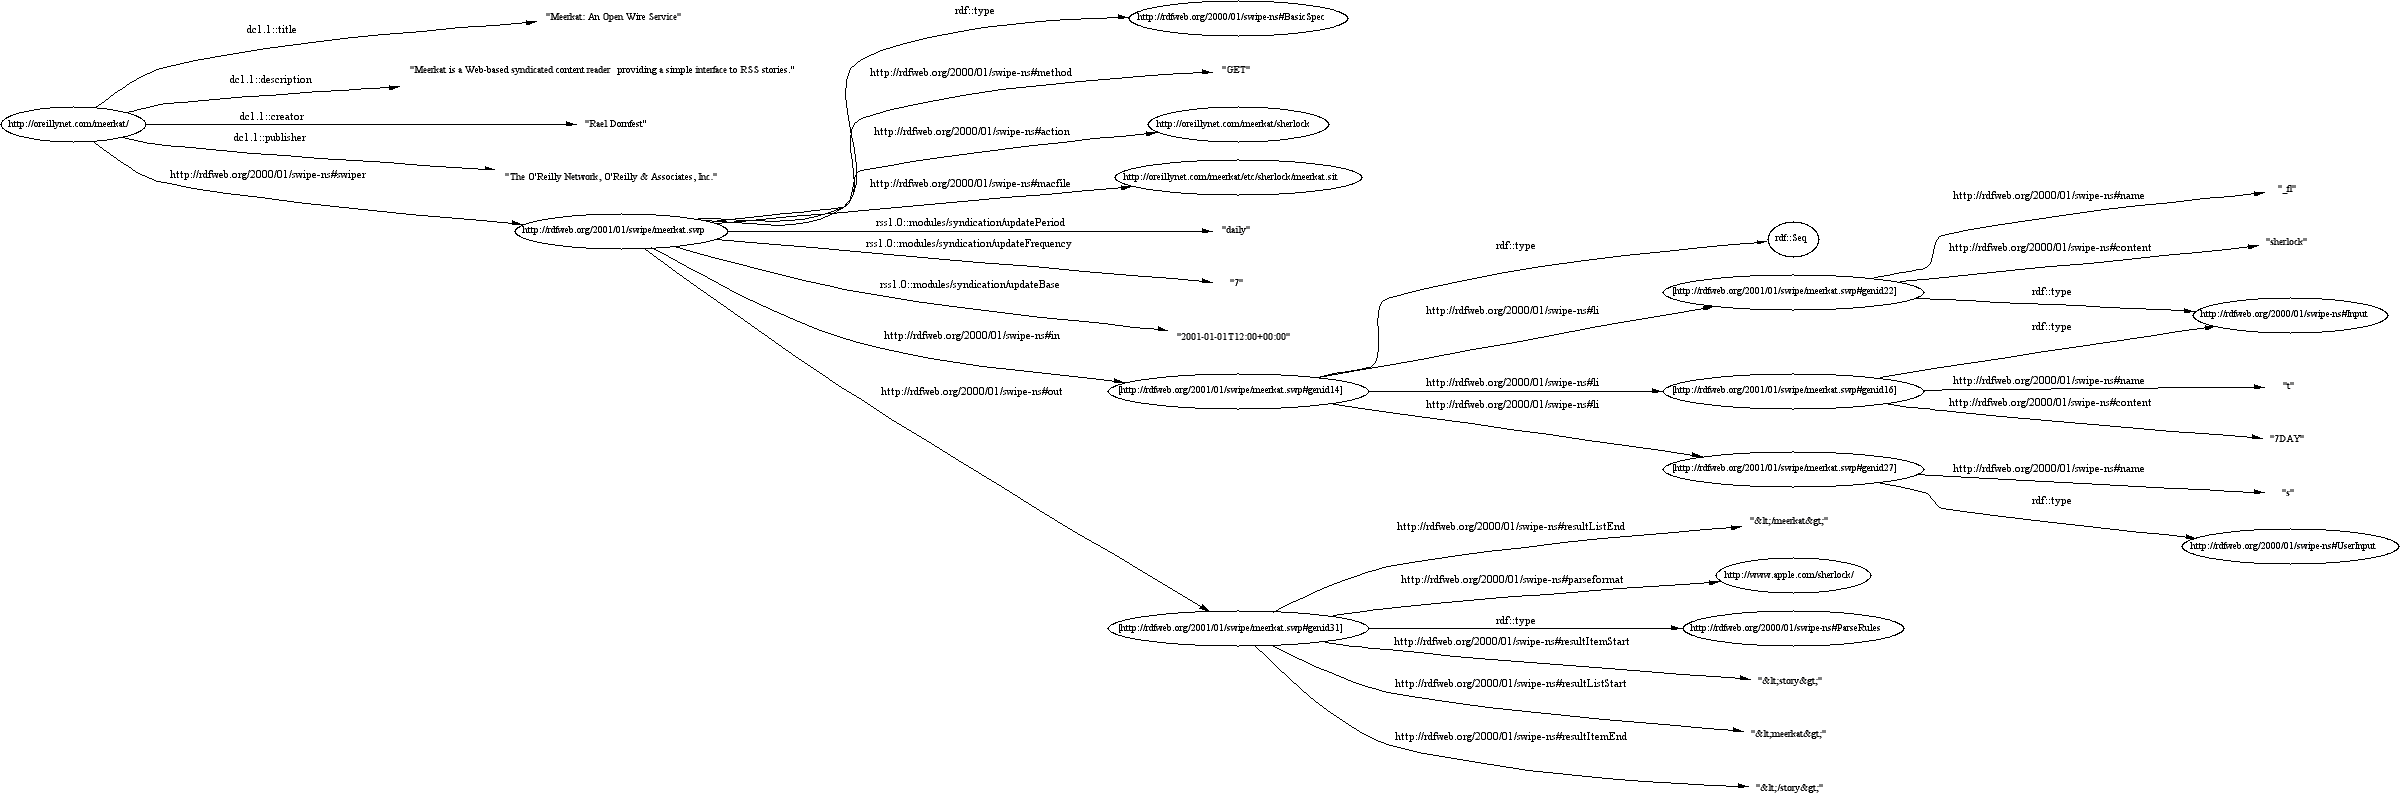 "Meerkat: An Open Wire Service"
dc1.1::title
"Meerkat is a Web-based syndicated content reader  providing a simple interface to RSS stories."
dc1.1::description
http://oreillynet.com/meerkat/
dc1.1::creator
"Rael Dornfest"
dc1.1::publisher
"The O'Reilly Network, O'Reilly & Associates, Inc."
http://rdfweb.org/2000/01/swipe-ns#swiper
http://rdfweb.org/2001/01/swipe/meerkat.swp
rdf::type
http://rdfweb.org/2000/01/swipe-ns#BasicSpec
http://rdfweb.org/2000/01/swipe-ns#method
"GET"
http://rdfweb.org/2000/01/swipe-ns#action
http://oreillynet.com/meerkat/sherlock
http://rdfweb.org/2000/01/swipe-ns#macfile
http://oreillynet.com/meerkat/etc/sherlock/meerkat.sit
rss1.0::modules/syndication/updatePeriod
"daily"
rss1.0::modules/syndication/updateFrequency
"7"
rss1.0::modules/syndication/updateBase
"2001-01-01T12:00+00:00"
http://rdfweb.org/2000/01/swipe-ns#in
[http://rdfweb.org/2001/01/swipe/meerkat.swp#genid14]
http://rdfweb.org/2000/01/swipe-ns#out
[http://rdfweb.org/2001/01/swipe/meerkat.swp#genid31]
rdf::type
rdf::Seq
http://rdfweb.org/2000/01/swipe-ns#li
[http://rdfweb.org/2001/01/swipe/meerkat.swp#genid22]
http://rdfweb.org/2000/01/swipe-ns#li
[http://rdfweb.org/2001/01/swipe/meerkat.swp#genid16]
http://rdfweb.org/2000/01/swipe-ns#li
[http://rdfweb.org/2001/01/swipe/meerkat.swp#genid27]
http://rdfweb.org/2000/01/swipe-ns#name
"_fl"
http://rdfweb.org/2000/01/swipe-ns#content
"sherlock"
rdf::type
http://rdfweb.org/2000/01/swipe-ns#Input
rdf::type
http://rdfweb.org/2000/01/swipe-ns#name
"t"
http://rdfweb.org/2000/01/swipe-ns#content
"7DAY"
http://rdfweb.org/2000/01/swipe-ns#name
"s"
rdf::type
http://rdfweb.org/2000/01/swipe-ns#UserInput
http://rdfweb.org/2000/01/swipe-ns#resultListEnd
"&lt;/meerkat&gt;"
http://rdfweb.org/2000/01/swipe-ns#parseformat
http://www.apple.com/sherlock/
rdf::type
http://rdfweb.org/2000/01/swipe-ns#ParseRules
http://rdfweb.org/2000/01/swipe-ns#resultItemStart
"&lt;story&gt;"
http://rdfweb.org/2000/01/swipe-ns#resultListStart
"&lt;meerkat&gt;"
http://rdfweb.org/2000/01/swipe-ns#resultItemEnd
"&lt;/story&gt;"